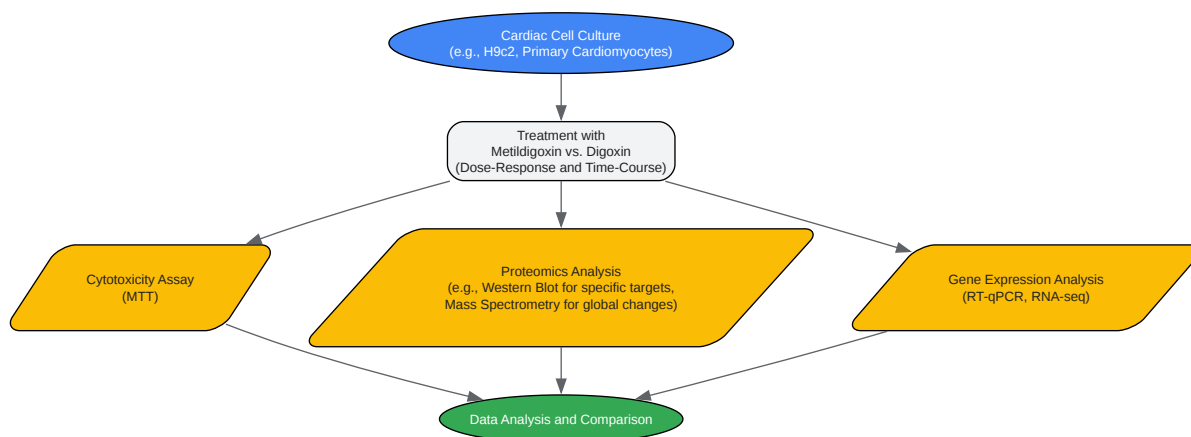 Cardiac Cell Culture
(e.g., H9c2, Primary Cardiomyocytes)
Treatment with
Metildigoxin vs. Digoxin
(Dose-Response and Time-Course)
Cytotoxicity Assay
(MTT)
Proteomics Analysis
(e.g., Western Blot for specific targets,
Mass Spectrometry for global changes)
Gene Expression Analysis
(RT-qPCR, RNA-seq)
Data Analysis and Comparison